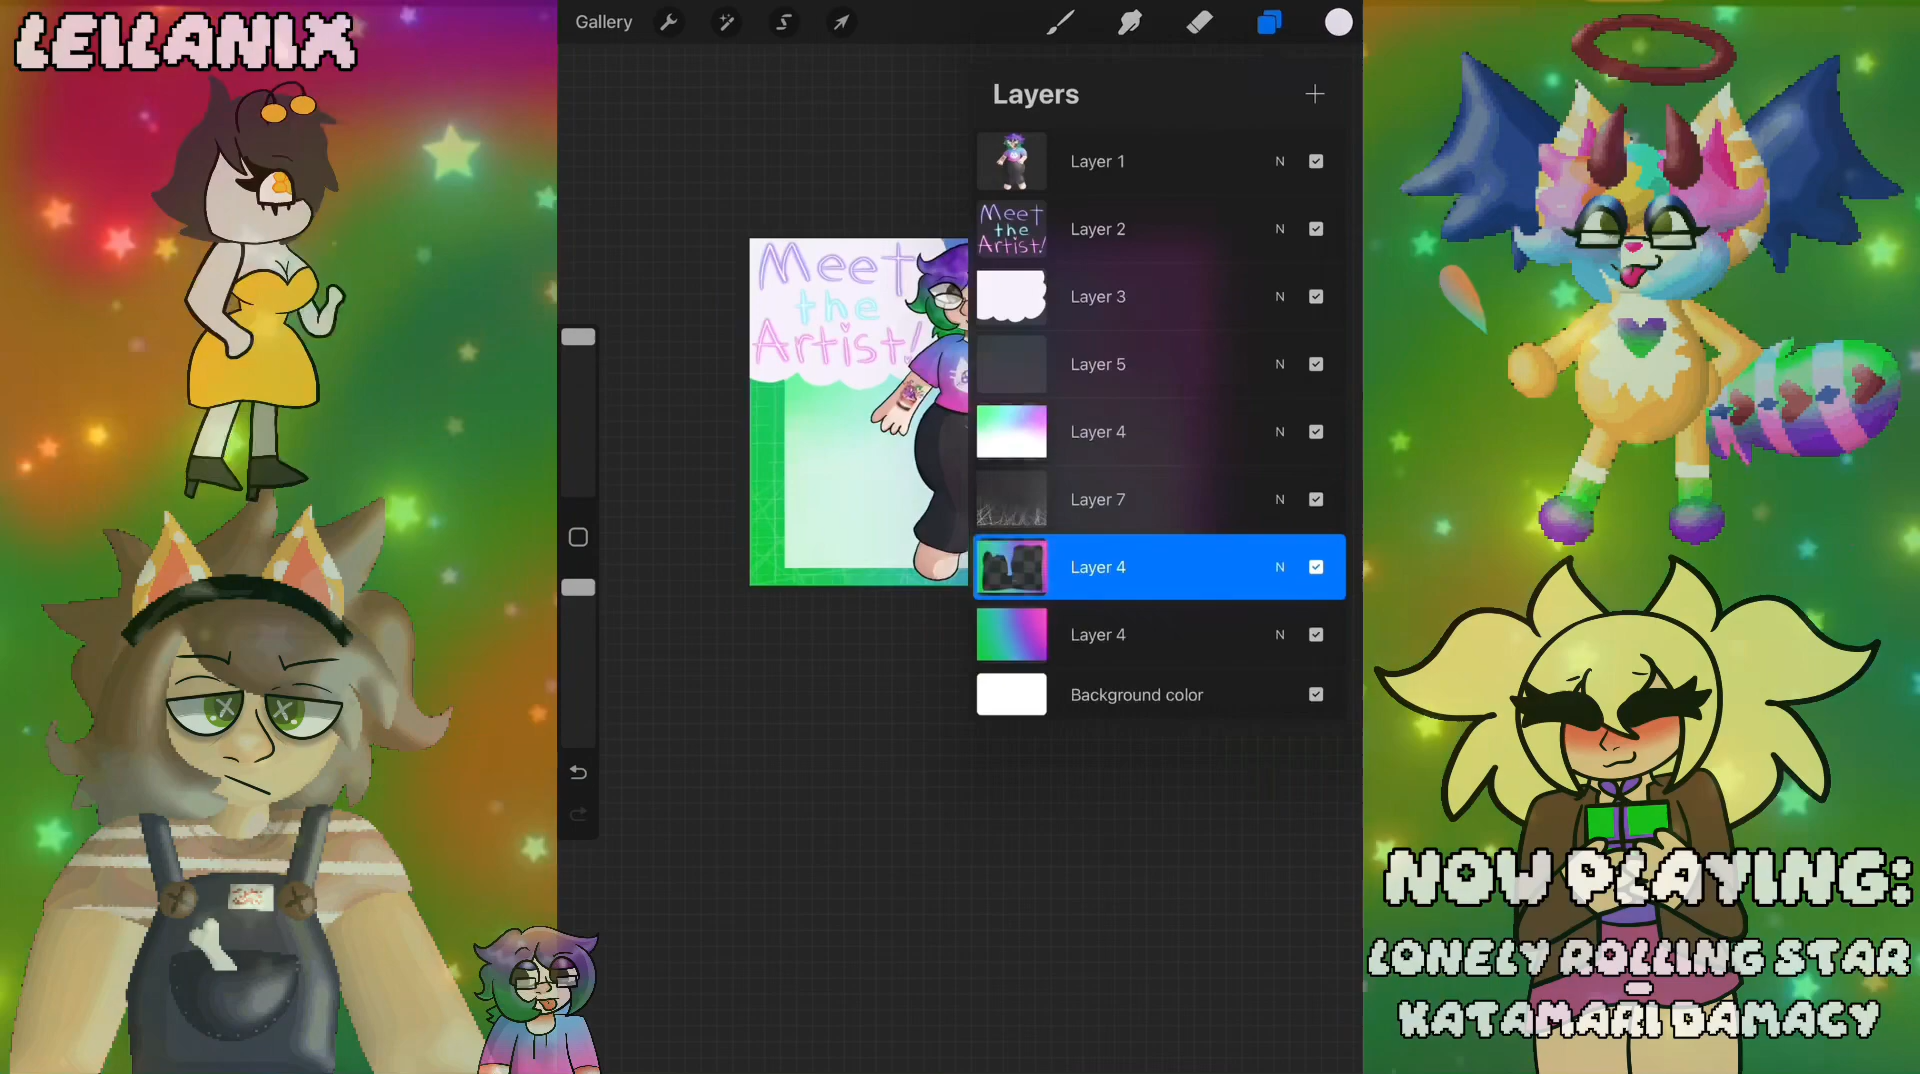 LEILANIX
Gallery
Layers
Layer 1 N
Meet
the
Artist!
Layer 2 N
Layer 3 N
Layer 5 N
Layer 4 N
Layer 7 N
Layer 4 N
Layer 4 N
Background color
Meet
the
Artist!
NOW PLAYING:
LONELY ROLLING STAR
-
KATAMARI DAMACY